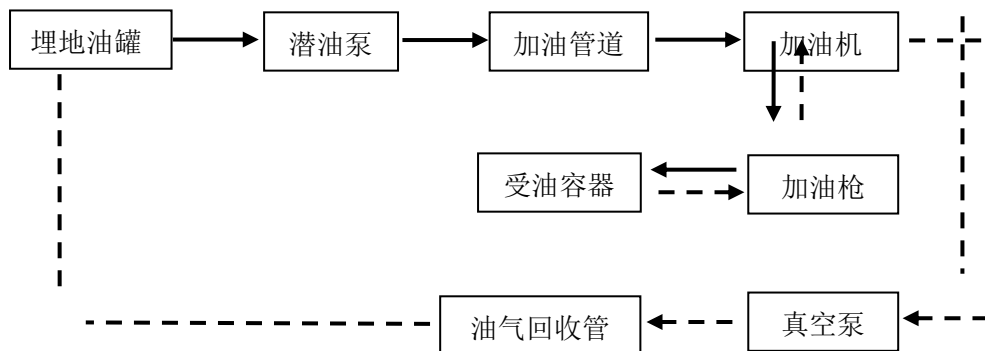 埋地油罐
潜油泵
加油管道
加油机
受油容器
加油枪
油气回收管
真空泵